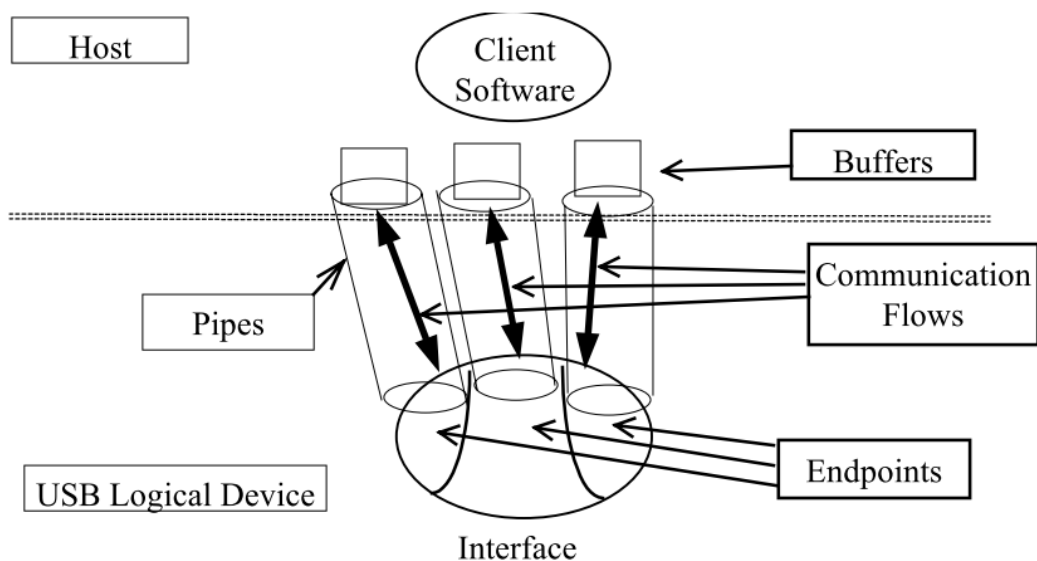 Host
Client
Software
Buffers
Communication
Flows
Pipes
Endpoints
USB Logical Device
Interface